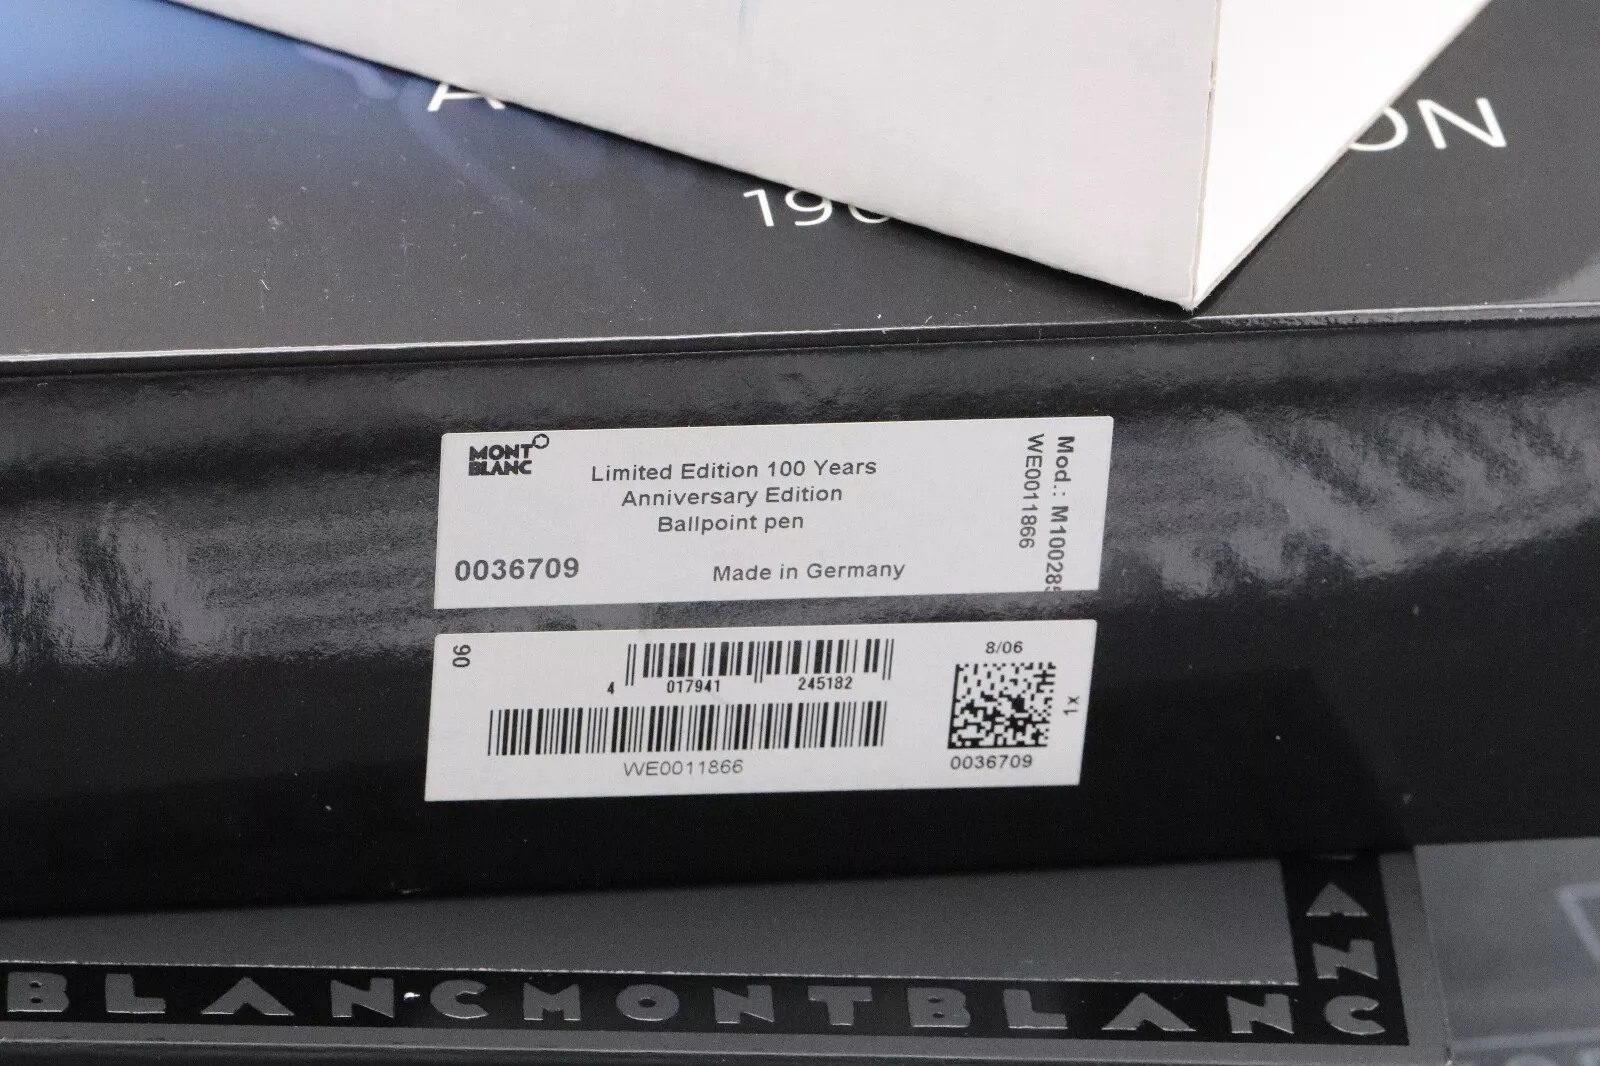 MONT
BLANC
Limited Edition 100 Years
Anniversary Edition
Ballpoint pen
0036709
Made in Germany
Mod.: M100285
WE0011866
90
4 017941 245182
WE0011866
8/06
1x
0036709
BLANCMONTBLANC